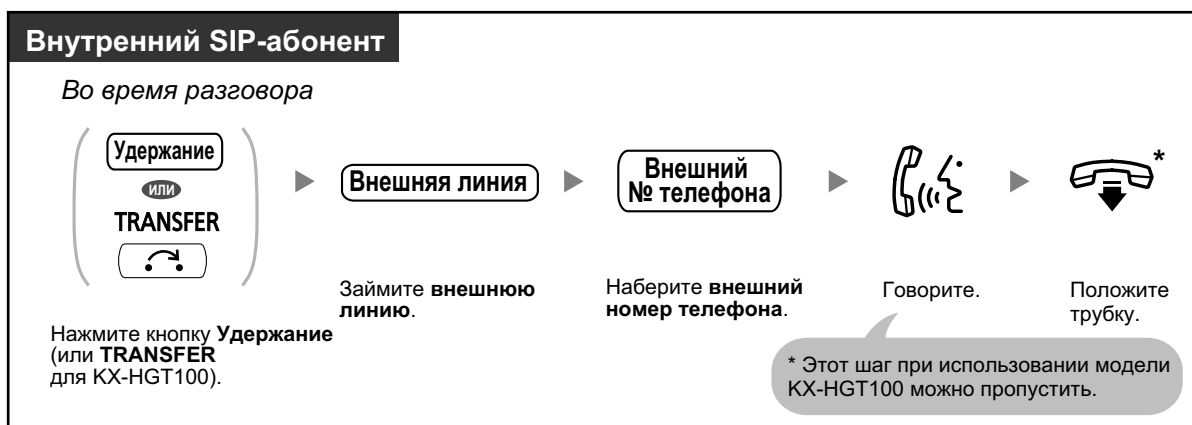 Внутренний SIP-абонент
Во время разговора
Удержание
или
TRANSFER
Внешняя линия
Внешний
№ телефона
*
Нажмите кнопку Удержание
(или TRANSFER
для KX-HGT100).
Займите внешнюю
линию.
Наберите внешний
номер телефона.
Говорите.
Положите
трубку.
* Этот шаг при использовании модели
KX-HGT100 можно пропустить.